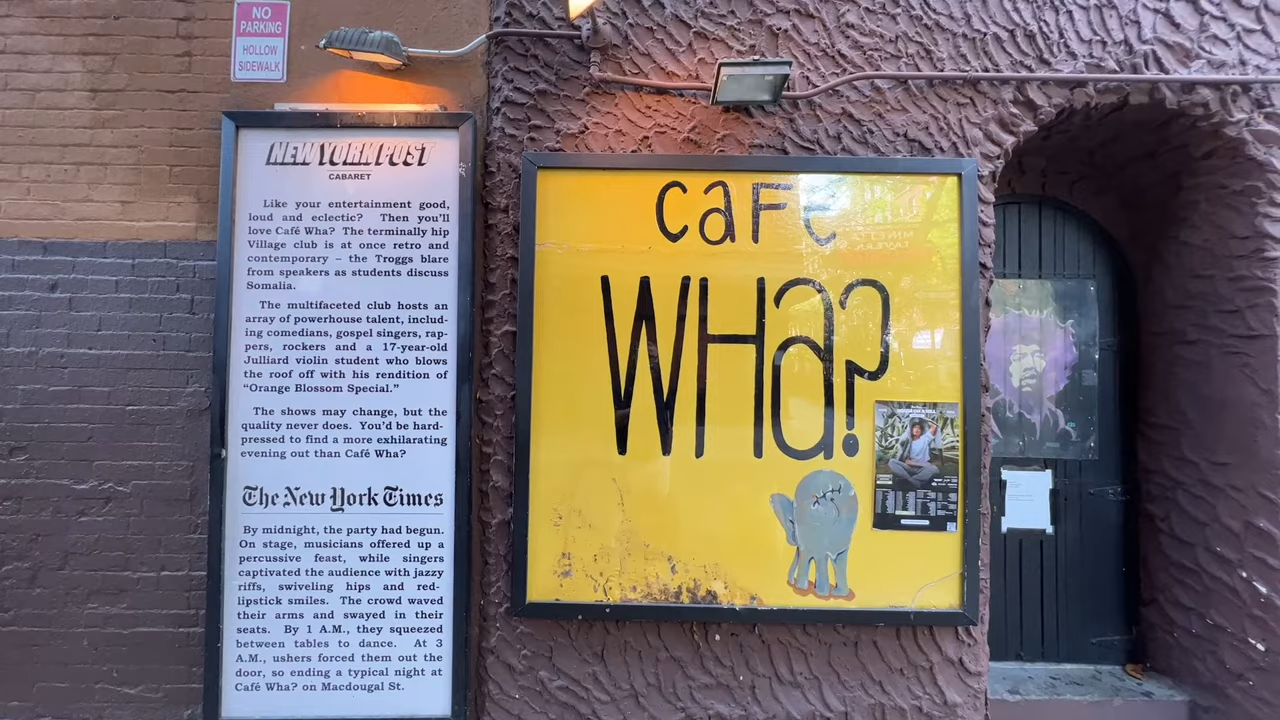 NO
PARKING
HOLLOW
SIDEWALK
NEW YORK POST
CABARET
Like your entertainment good,
loud and eclectic? Then you'll
love Café Wha? The terminally hip
Village club is at once retro and
contemporary – the Troggs blare
from speakers as students discuss
Somalia.
The multifaceted club hosts an
array of powerhouse talent, includ-
ing comedians, gospel singers, rap-
pers, rockers and a 17-year-old
Julliard violin student who blows
the roof off with his rendition of
“Orange Blossom Special.”
The shows may change, but the
quality never does. You'd be hard-
pressed to find a more exhilarating
evening out than Café Wha?
The New York Times
By midnight, the party had begun.
On stage, musicians offered up a
percussive feast, while singers
captivated the audience with jazzy
riffs, swiveling hips and red-
lipstick smiles. The crowd waved
their arms and swayed in their
seats. By 1 A.M., they squeezed
between tables to dance. At 3
A.M., ushers forced them out the
door, so ending a typical night at
Café Wha? on Macdougal St.
cafe
WHa?